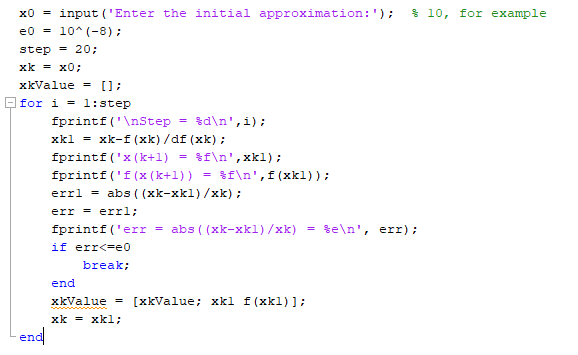 x0 = input('Enter the initial approximation:');  % 10, for example
e0 = 10^(-8);
step = 20;
xk = x0;
xkValue = [];
for i = 1:step
    fprintf('\nStep = %d\n',i);
    xk1 = xk-f(xk)/df(xk);
    fprintf('x(k+1) = %f\n',xk1);
    fprintf('f(x(k+1)) = %f\n',f(xk1));
    err1 = abs((xk-xk1)/xk);
    err = err1;
    fprintf('err = abs((xk-xk1)/xk) = %e\n', err);
    if err<=e0
        break;
    end
    xkValue = [xkValue; xk1 f(xk1)];
    xk = xk1;
end